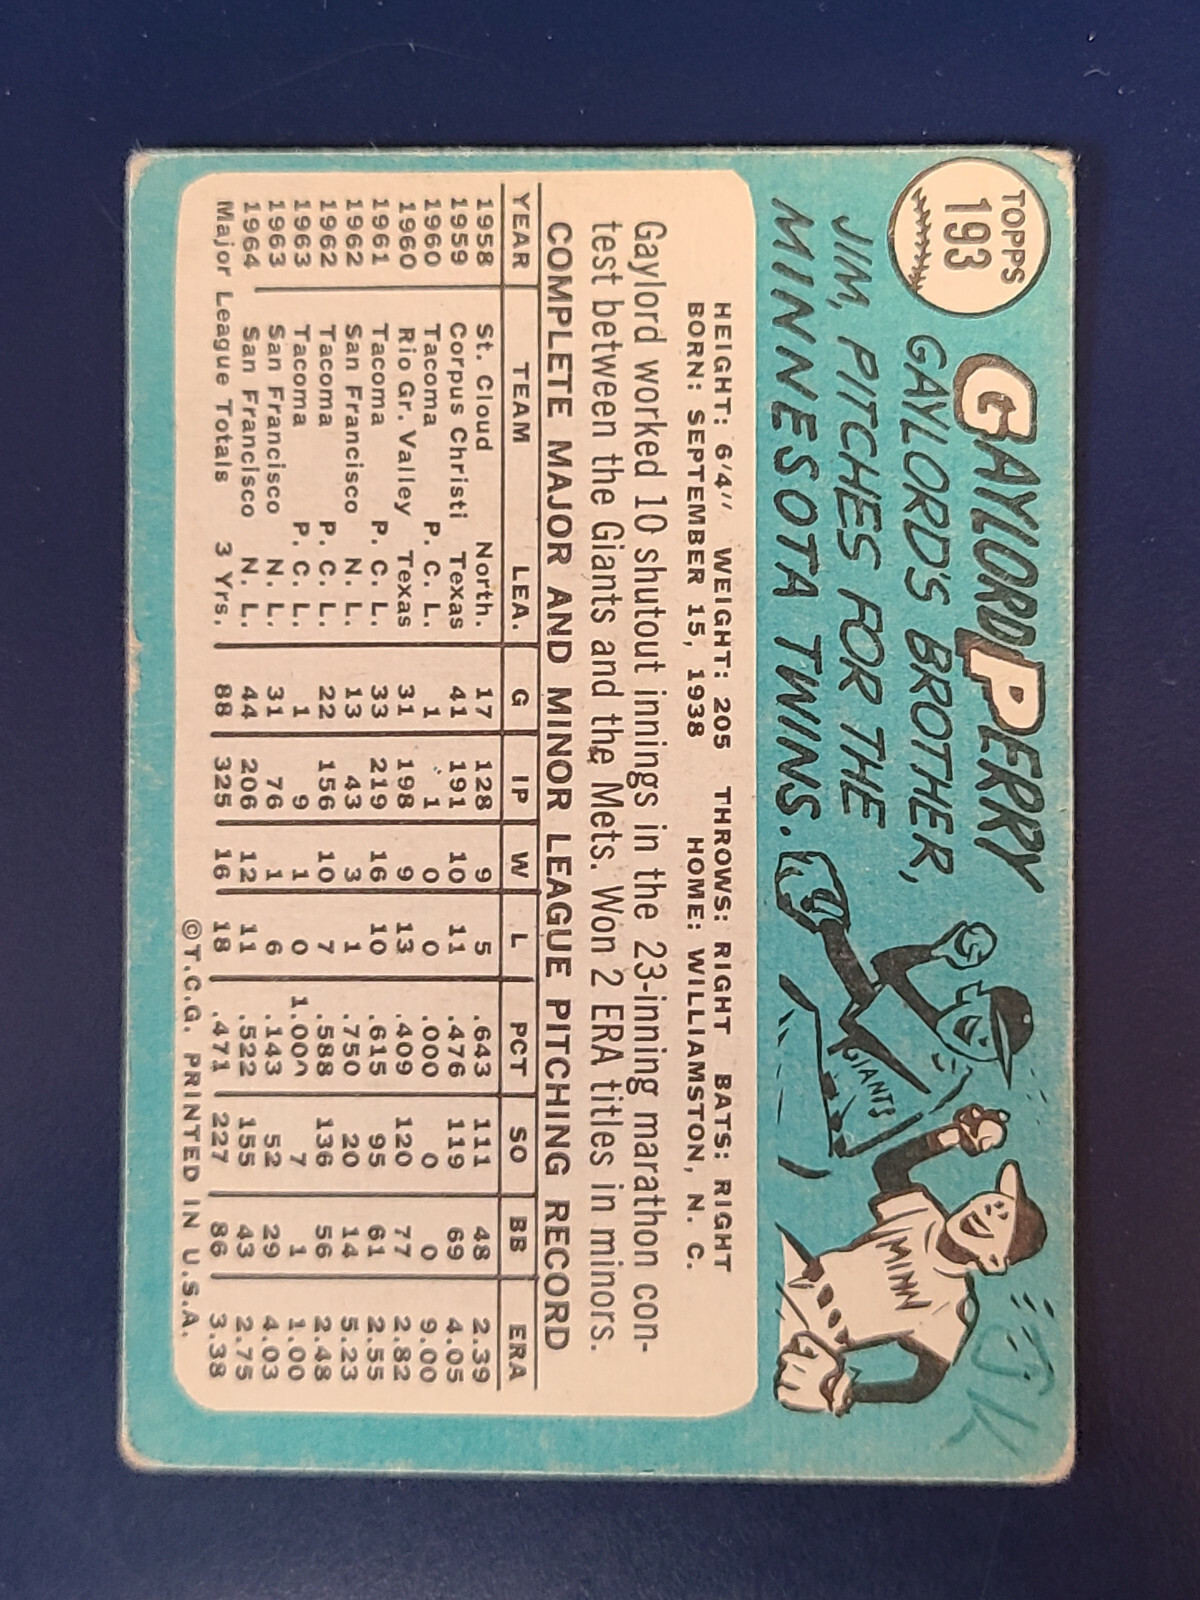 TOPPS
193
GAYLORD PERRY
GAYLORD'S BROTHER,
JIM, PITCHES FOR THE
MINNESOTA TWINS.
GIANTS
MINN
JK
HEIGHT: 6'4" WEIGHT: 205 THROWS: RIGHT BATS: RIGHT
BORN: SEPTEMBER 15, 1938 HOME: WILLIAMSTON, N. C.
Gaylord worked 10 shutout innings in the 23-inning marathon con-
test between the Giants and the Mets. Won 2 ERA titles in minors.
COMPLETE MAJOR AND MINOR LEAGUE PITCHING RECORD
YEAR TEAM LEA. G IP W L PCT SO BB ERA
1958 St. Cloud North. 17 128 9 5 .643 111 48 2.39
1959 Corpus Christi Texas 41 191 10 11 .476 119 69 4.05
1960 Tacoma P. C. L. 1 1 0 0 .000 0 0 9.00
1960 Rio Gr. Valley Texas 31 198 9 13 .409 120 77 2.82
1961 Tacoma P. C. L. 33 219 16 10 .615 95 61 2.55
1962 San Francisco N. L. 13 43 3 1 .750 20 14 5.23
1962 Tacoma P. C. L. 22 156 10 7 .588 136 56 2.48
1963 Tacoma P. C. L. 1 9 1 0 1.000 7 1 1.00
1963 San Francisco N. L. 31 76 1 6 .143 52 29 4.03
1964 San Francisco N. L. 44 206 12 11 .522 155 43 2.75
Major League Totals 3 Yrs. 88 325 16 18 .471 227 86 3.38
©T.C.G. PRINTED IN U.S.A.